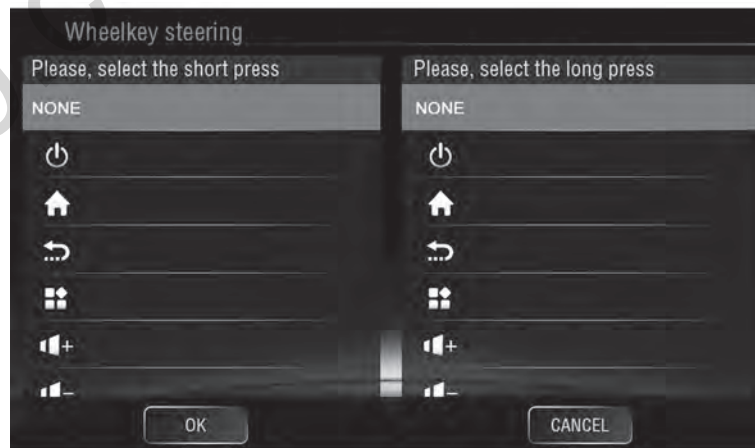 Wheelkey steering
Please, select the short press
Please, select the long press
NONE
NONE
+
+
–
–
OK
CANCEL